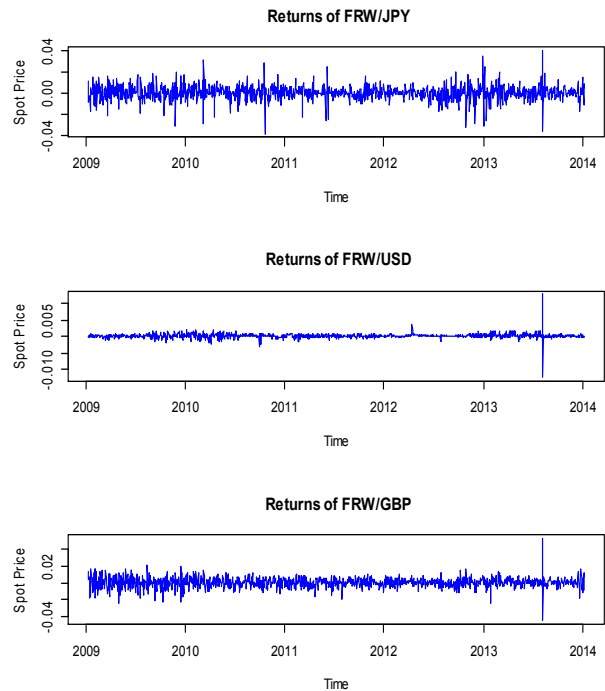 Returns of FRW/JPY
Spot Price
-0.04 0.00 0.04
2009 2010 2011 2012 2013 2014
Time
Returns of FRW/USD
Spot Price
-0.010 0.005
2009 2010 2011 2012 2013 2014
Time
Returns of FRW/GBP
Spot Price
-0.04 0.02
2009 2010 2011 2012 2013 2014
Time